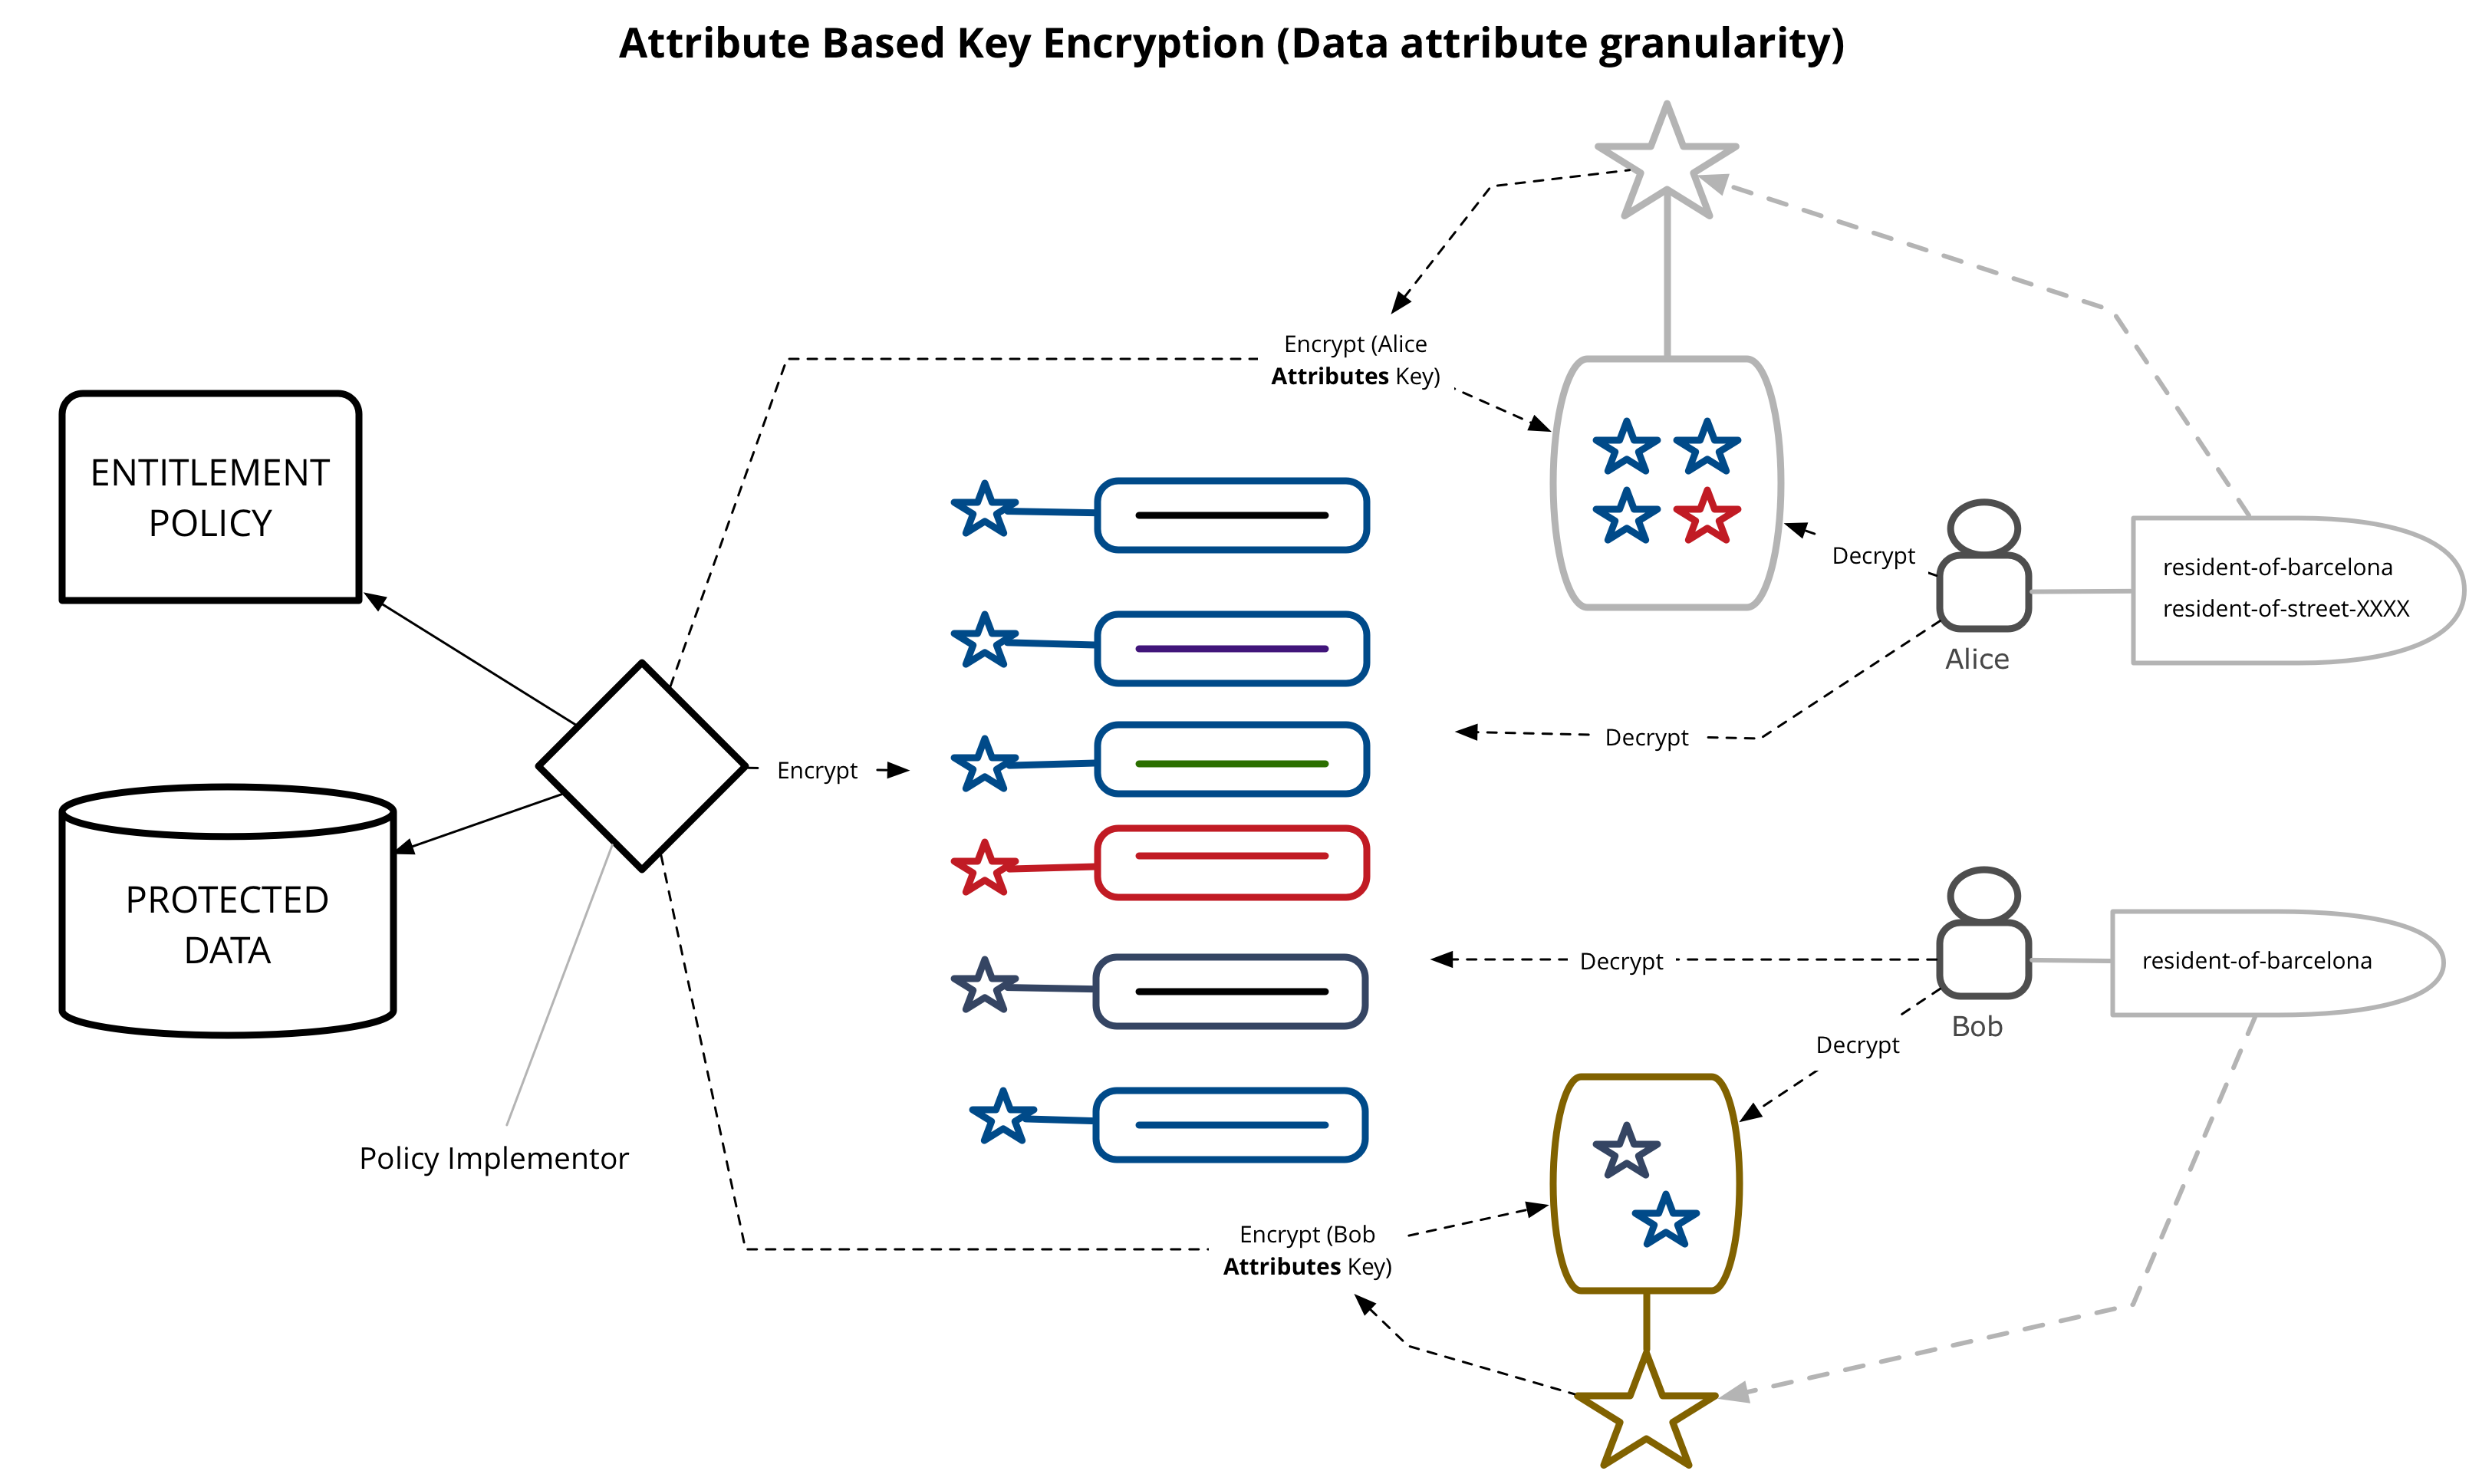 Attribute Based Key Encryption (Data attribute granularity)
Encrypt (Alice
Attributes Key)
ENTITLEMENT
POLICY
Decrypt
resident-of-barcelona
resident-of-street-XXXX
Alice
Decrypt
Encrypt
PROTECTED
DATA
Decrypt
resident-of-barcelona
Bob
Decrypt
Policy Implementor
Encrypt (Bob
Attributes Key)